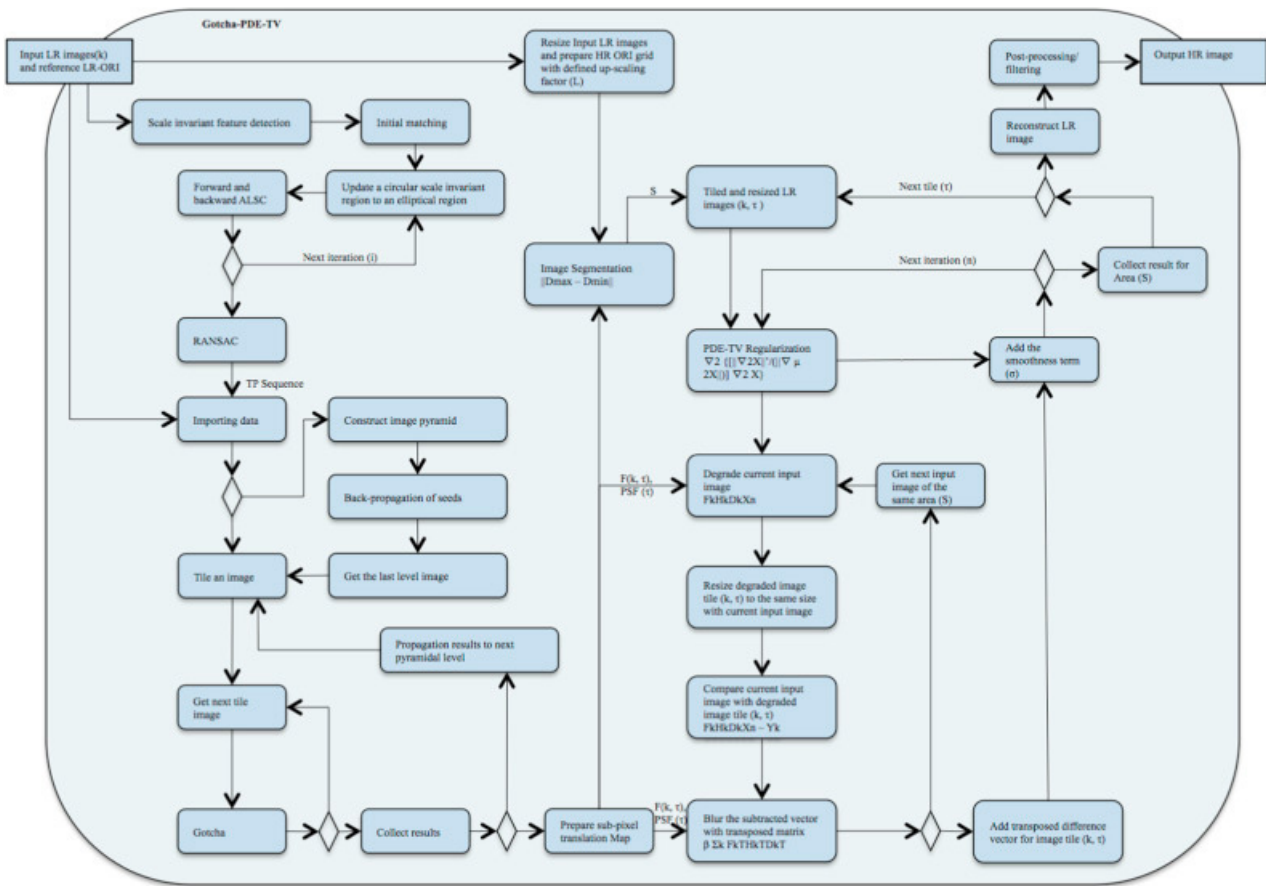 Gotcha-PDE-TV
Input LR images(k)
and reference LR-ORI
Resize Input LR images
and prepare HR ORI grid
with defined up-scaling
factor (L)
Post-processing/
filtering
Output HR image
Scale invariant feature detection
Initial matching
Reconstruct LR
image
Forward and
backward ALSC
Update a circular scale invariant
region to an elliptical region
S
Tiled and resized LR
images (k, τ )
Next tile (τ)
Next iteration (i)
Image Segmentation
||Dmax – Dmin||
Next iteration (n)
Collect result for
Area (S)
RANSAC
PDE-TV Regularization
2X||)] ∇2 X)
Add the
smoothness term
(σ)
TP Sequence
Importing data
Construct image pyramid
Back-propagation of seeds
F(k, τ),
PSF (τ)
Degrade current input
image
FkHkDkXn
Get next input
image of the
same area (S)
Tile an image
Get the last level image
Resize degraded image
tile (k, τ) to the same size
with current input image
Propagation results to next
pyramidal level
Get next tile
image
Compare current input
image with degraded
image tile (k, τ)
FkHkDkXn – Yk
Gotcha
Collect results
Prepare sub-pixel
translation Map
F(k, τ),
PSF (τ)
Blur the subtracted vector
with transposed matrix
β Σk FkTHkTDkT
Add transposed difference
vector for image tile (k, τ)